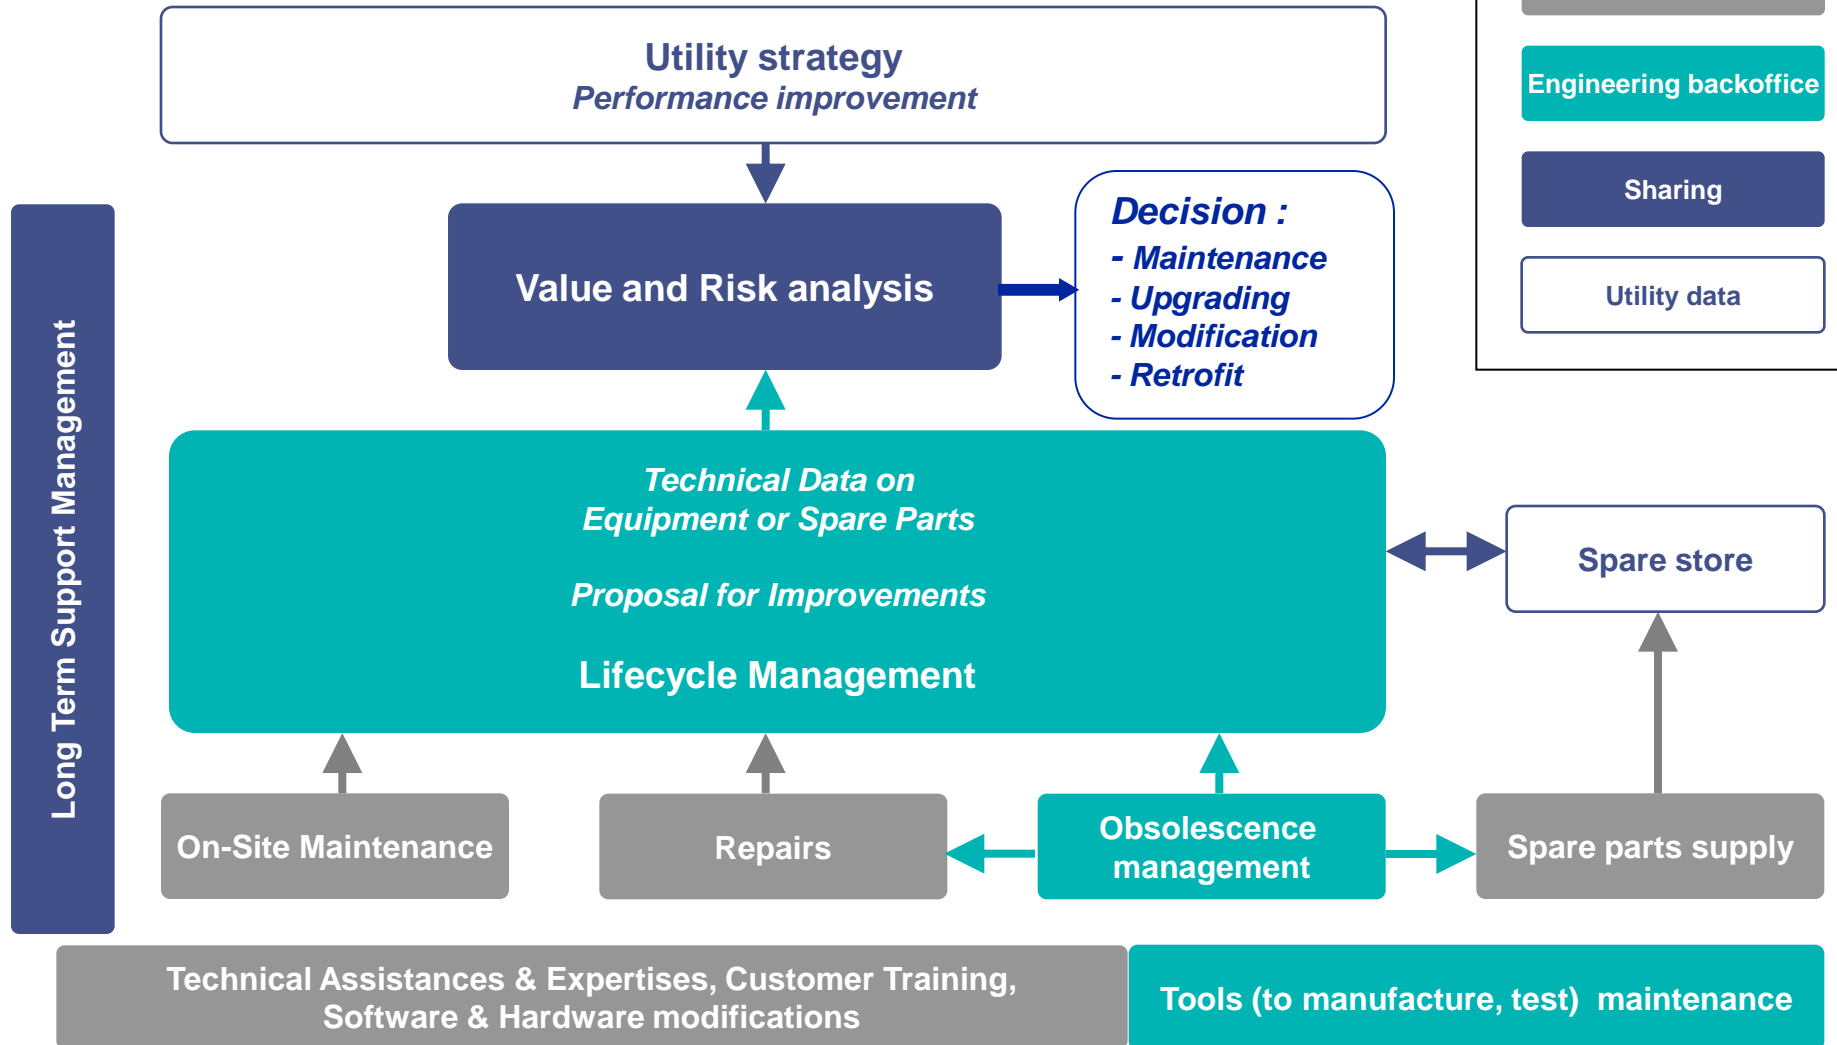 Utility strategy
Performance improvement
Engineering backoffice
Sharing
Utility data
Long Term Support Management
Value and Risk analysis
Decision :
- Maintenance
- Upgrading
- Modification
- Retrofit
Technical Data on
Equipment or Spare Parts
Proposal for Improvements
Lifecycle Management
Spare store
On-Site Maintenance
Repairs
Obsolescence
management
Spare parts supply
Technical Assistances & Expertises, Customer Training,
Software & Hardware modifications
Tools (to manufacture, test)  maintenance